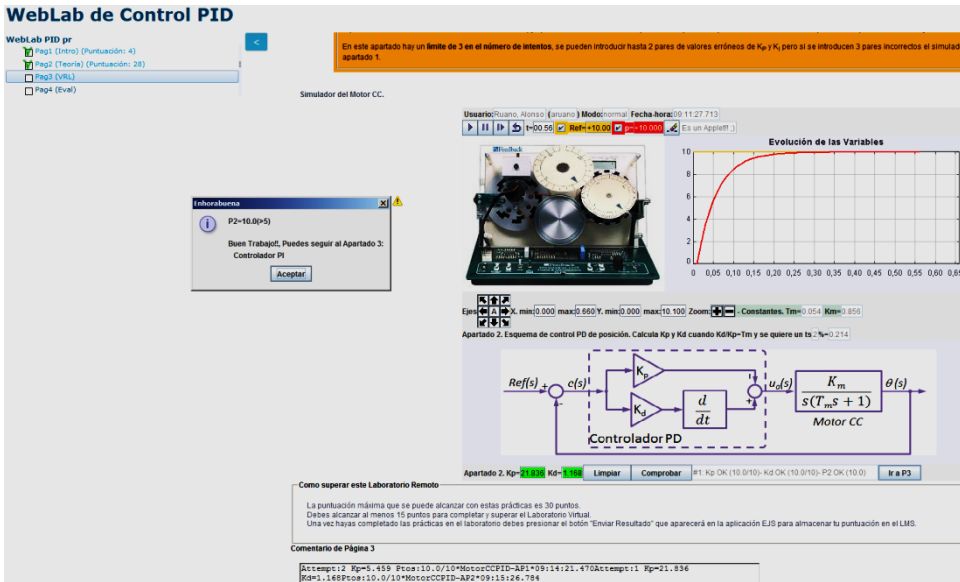 WebLab de Control PID
WebLab PID pr
Pag1 (Intro) (Puntuación: 4)
Pag2 (Teoría) (Puntuación: 28)
Pag3 (VRL)
Pag4 (Eval)
<
En este apartado hay un límite de 3 en el número de intentos, se pueden introducir hasta 2 pares de valores erróneos de KP y KI pero si se introducen 3 pares incorrectos el simulad
apartado 1.
Simulador del Motor CC.
Usuario:Ruano, Alonso (aruano) Modo:normal Fecha-hora:09:11:27.713
t=00.56 Ref=+10.00 p=+10.000 Es un Applet!! ;)
Feedback
Evolución de las Variables
10
8
6
4
2
0
0 0,05 0,10 0,15 0,20 0,25 0,30 0,35 0,40 0,45 0,50 0,55 0,60 0,65
Enhorabuena
P2=10.0(>5)
Buen Trabajo!!, Puedes seguir al Apartado 3:
Controlador PI
Aceptar
Ejes A X. min:0.000 max:0.660 Y. min:0.000 max:10.100 Zoom: - Constantes. Tm=0.054 Km=0.856
Apartado 2. Esquema de control PD de posición. Calcula Kp y Kd cuando Kd/Kp=Tm y se quiere un ts2%=0.214
Ref(s) + - c(s) Kp Kd d/dt + uo(s) Km/s(Tms + 1) θ(s)
Motor CC
Controlador PD
Apartado 2. Kp=21.836 Kd=1.168 Limpiar Comprobar #1: Kp OK (10.0/10)- Kd OK (10.0/10)- P2 OK (10.0) Ir a P3
Como superar este Laboratorio Remoto
La puntuación máxima que se puede alcanzar con estas prácticas es 30 puntos.
Debes alcanzar al menos 15 puntos para completar y superar el Laboratorio Virtual.
Una vez hayas completado las prácticas en el laboratorio debes presionar el botón "Enviar Resultado" que aparecerá en la aplicación EJS para almacenar tu puntuación en el LMS.
Comentario de Página 3
Attempt:2 Kp=5.459 Ptos:10.0/10*MotorCCPID-AP1*09:14:21.470Attempt:1 Kp=21.836
Kd=1.168Ptos:10.0/10*MotorCCPID-AP2*09:15:26.784